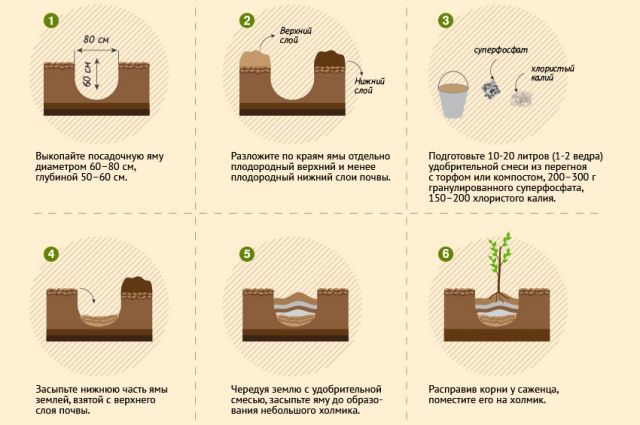 1
80 см
60 см
Выкопайте посадочную яму
диаметром 60–80 см,
глубиной 50–60 см.
2
Верхний
слой
Нижний
слой
Разложите по краям ямы отдельно
плодородный верхний и менее
плодородный нижний слои почвы.
3
суперфосфат
хлористый
калий
Подготовьте 10-20 литров (1-2 ведра)
удобрительной смеси из перегноя
с торфом или компостом, 200–300 г
гранулированного суперфосфата,
150–200 хлористого калия.
4
Засыпьте нижнюю часть ямы
землей, взятой с верхнего
слоя почвы.
5
Чередуя землю с удобрительной
смесью, засыпьте яму до образо-
вания небольшого холмика.
6
Расправив корни у саженца,
поместите его на холмик.